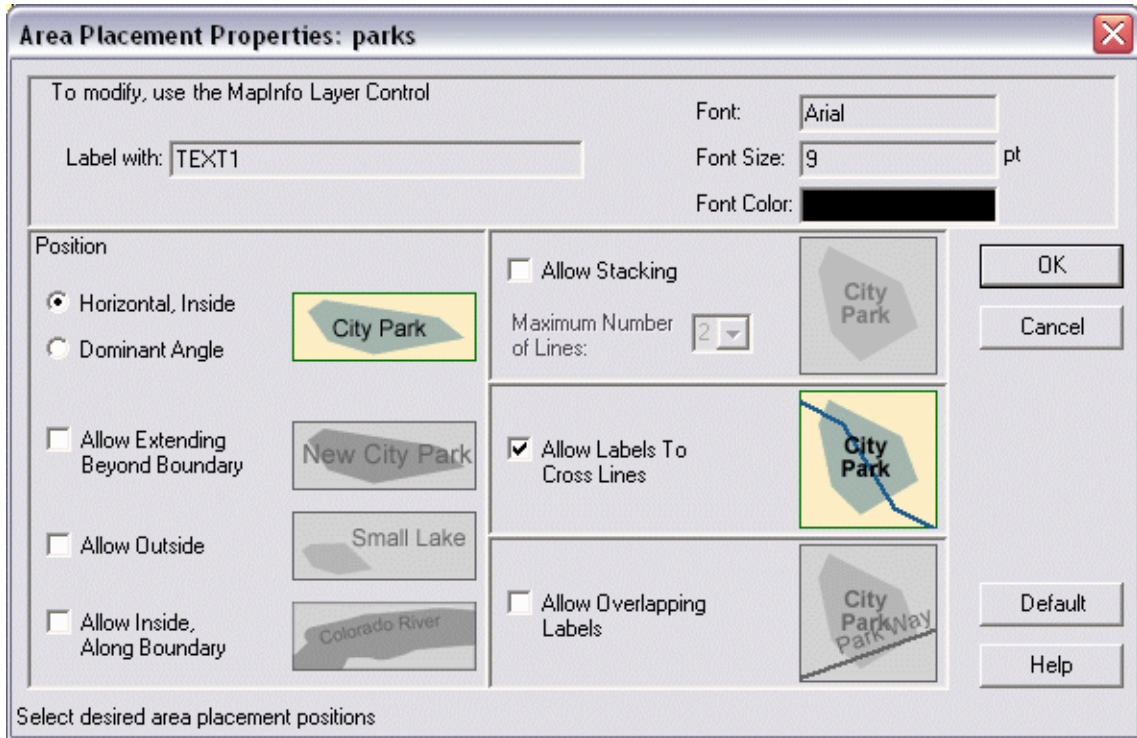 Area Placement Properties: parks
To modify, use the MapInfo Layer Control
Label with: TEXT1
Font: Arial
Font Size: 9 pt
Font Color:
Position
Horizontal, Inside
Dominant Angle
City Park
Allow Extending
Beyond Boundary
New City Park
Allow Outside
Small Lake
Allow Inside,
Along Boundary
Colorado River
Allow Stacking
Maximum Number
of Lines:
2
City
Park
Allow Labels To
Cross Lines
City
Park
Allow Overlapping
Labels
City
Park
Park Way
OK
Cancel
Default
Help
Select desired area placement positions